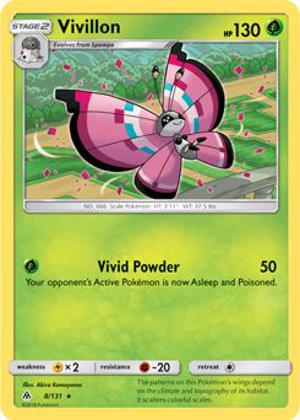 STAGE2 Vivillon HP 130
Evolves from Spewpa
NO. 666 Scale Pokémon HT: 3'11" WT: 37.5 lbs.
Vivid Powder 50
Your opponent's Active Pokémon is now Asleep and Poisoned.
weakness ×2 resistance -20 retreat
Illus. Akira Komayama
8/131 ★
©2018 Pokémon
The patterns on this Pokémon's wings depend
on the climate and topography of its habitat.
It scatters colorful scales.